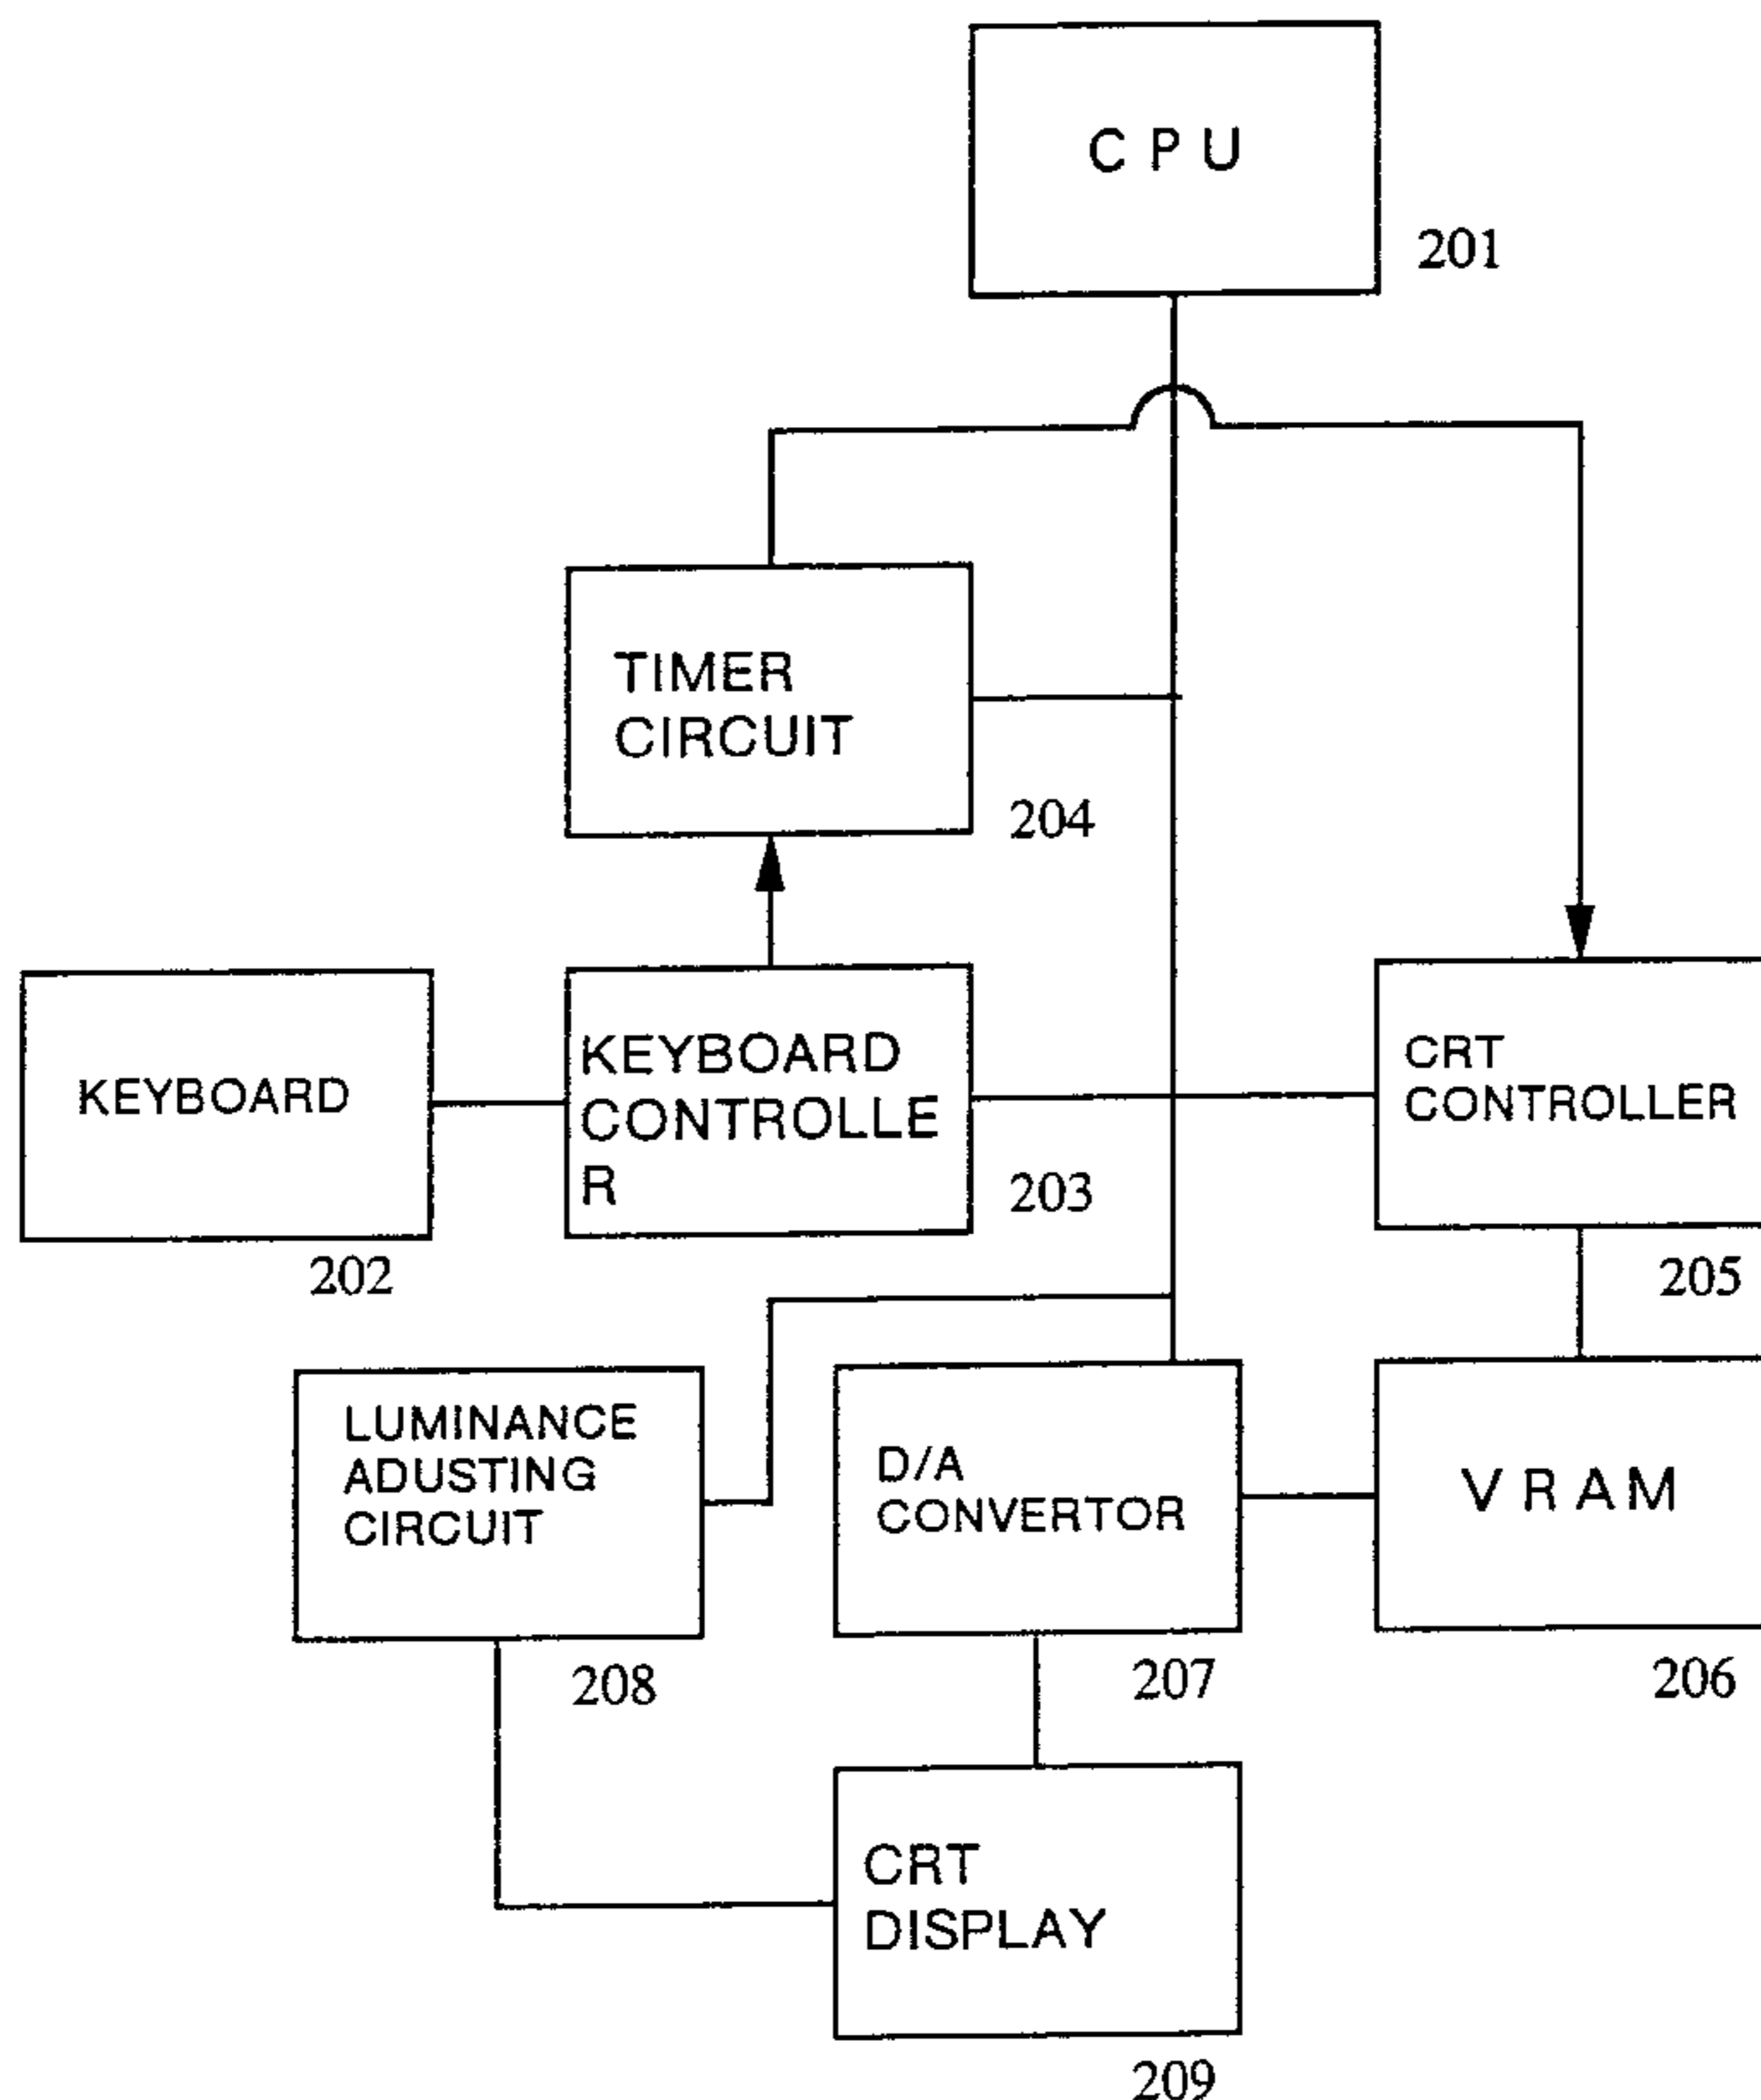 C P U
201
TIMER
CIRCUIT
204
KEYBOARD
202
KEYBOARD
CONTROLLE
R
203
CRT
CONTROLLER
205
LUMINANCE
ADUSTING
CIRCUIT
208
D/A
CONVERTOR
207
V R A M
206
CRT
DISPLAY
209